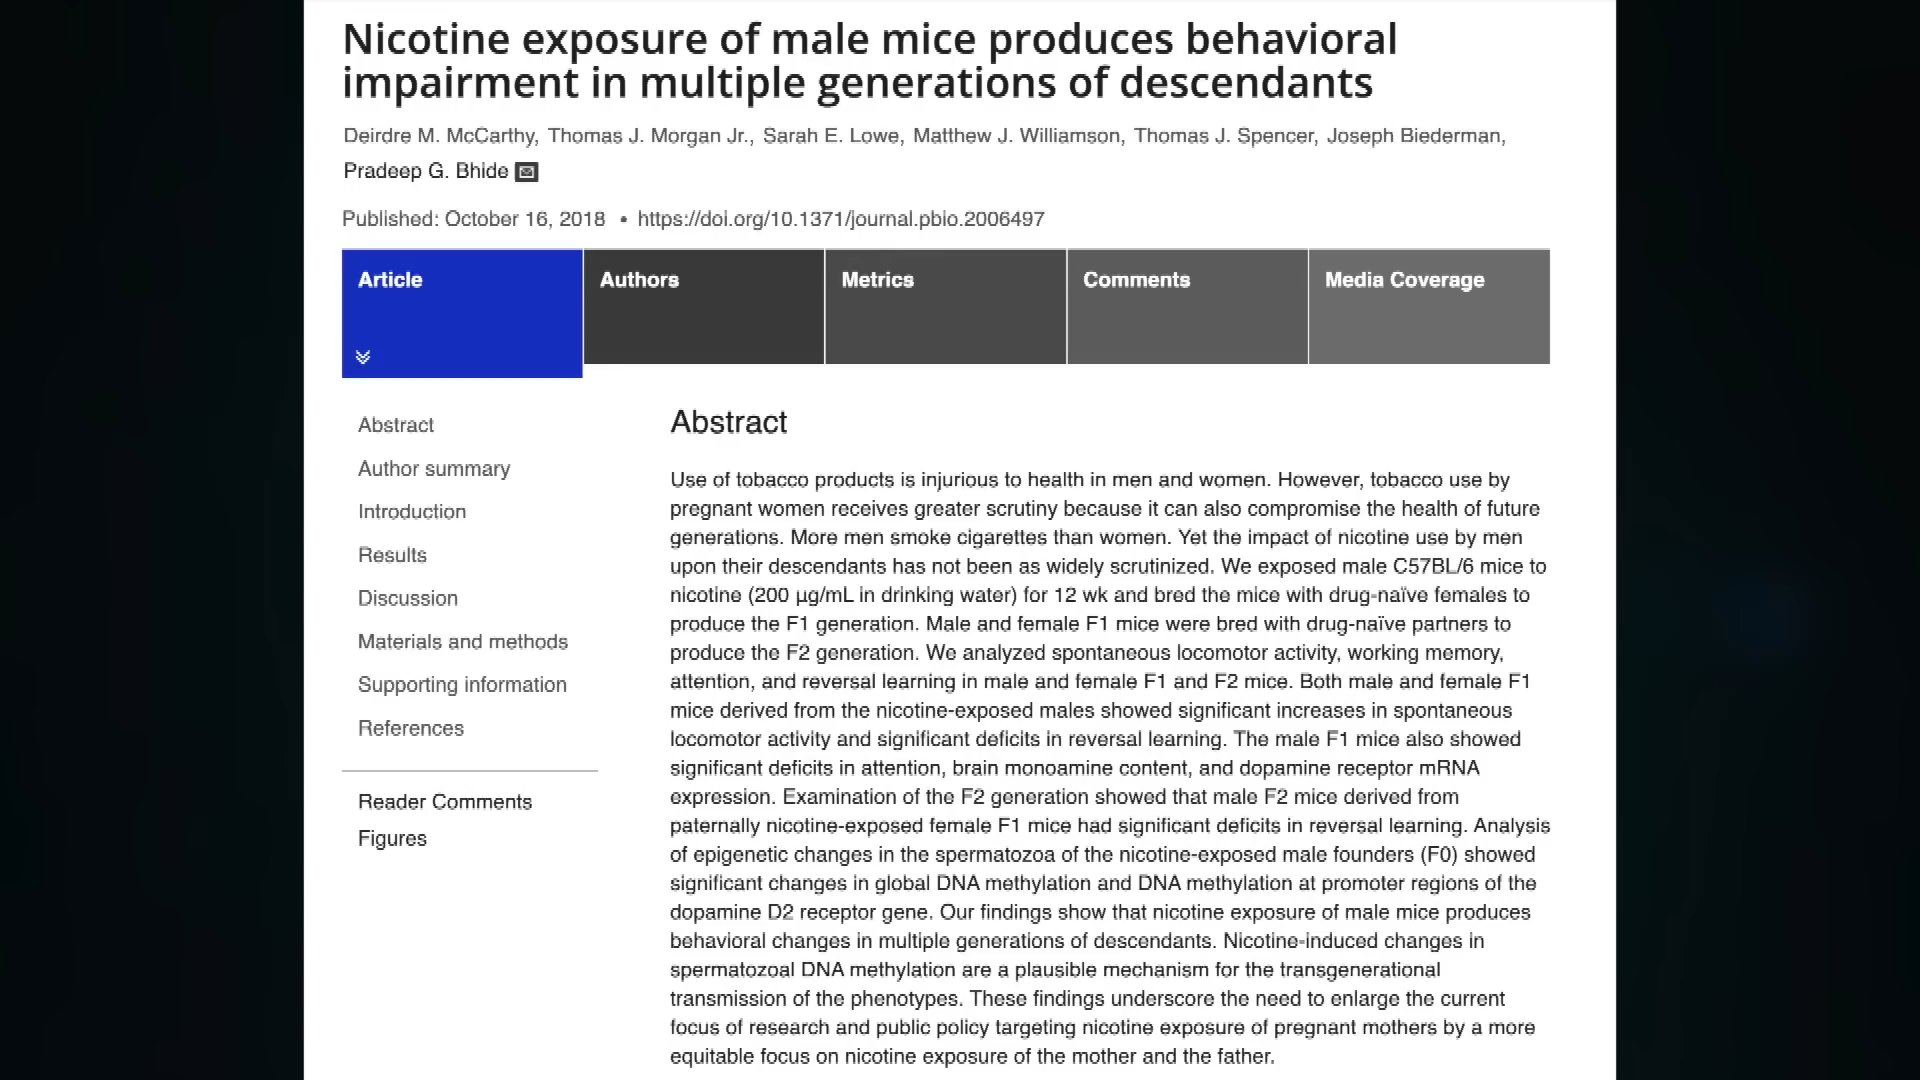 Nicotine exposure of male mice produces behavioral
impairment in multiple generations of descendants
Deirdre M. McCarthy, Thomas J. Morgan Jr., Sarah E. Lowe, Matthew J. Williamson, Thomas J. Spencer, Joseph Biederman,
Pradeep G. Bhide
Published: October 16, 2018 • https://doi.org/10.1371/journal.pbio.2006497
Article
Authors
Metrics
Comments
Media Coverage
Abstract
Author summary
Introduction
Results
Discussion
Materials and methods
Supporting information
References
Reader Comments
Figures
Abstract
Use of tobacco products is injurious to health in men and women. However, tobacco use by
pregnant women receives greater scrutiny because it can also compromise the health of future
generations. More men smoke cigarettes than women. Yet the impact of nicotine use by men
upon their descendants has not been as widely scrutinized. We exposed male C57BL/6 mice to
nicotine (200 μg/mL in drinking water) for 12 wk and bred the mice with drug-naïve females to
produce the F1 generation. Male and female F1 mice were bred with drug-naïve partners to
produce the F2 generation. We analyzed spontaneous locomotor activity, working memory,
attention, and reversal learning in male and female F1 and F2 mice. Both male and female F1
mice derived from the nicotine-exposed males showed significant increases in spontaneous
locomotor activity and significant deficits in reversal learning. The male F1 mice also showed
significant deficits in attention, brain monoamine content, and dopamine receptor mRNA
expression. Examination of the F2 generation showed that male F2 mice derived from
paternally nicotine-exposed female F1 mice had significant deficits in reversal learning. Analysis
of epigenetic changes in the spermatozoa of the nicotine-exposed male founders (F0) showed
significant changes in global DNA methylation and DNA methylation at promoter regions of the
dopamine D2 receptor gene. Our findings show that nicotine exposure of male mice produces
behavioral changes in multiple generations of descendants. Nicotine-induced changes in
spermatozoal DNA methylation are a plausible mechanism for the transgenerational
transmission of the phenotypes. These findings underscore the need to enlarge the current
focus of research and public policy targeting nicotine exposure of pregnant mothers by a more
equitable focus on nicotine exposure of the mother and the father.